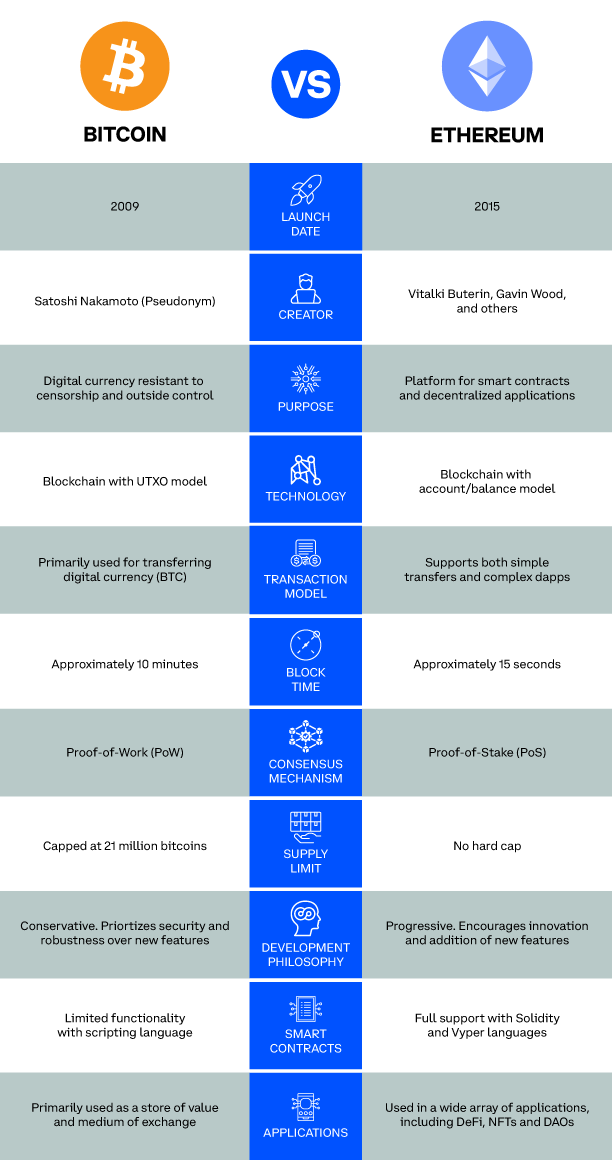 BITCOIN
VS
ETHEREUM
2009
LAUNCH
DATE
2015
Satoshi Nakamoto (Pseudonym)
CREATOR
Vitalki Buterin, Gavin Wood,
and others
Digital currency resistant to
censorship and outside control
PURPOSE
Platform for smart contracts
and decentralized applications
Blockchain with UTXO model
TECHNOLOGY
Blockchain with
account/balance model
Primarily used for transferring
digital currency (BTC)
TRANSACTION
MODEL
Supports both simple
transfers and complex dapps
Approximately 10 minutes
BLOCK
TIME
Approximately 15 seconds
Proof-of-Work (PoW)
CONSENSUS
MECHANISM
Proof-of-Stake (PoS)
Capped at 21 million bitcoins
SUPPLY
LIMIT
No hard cap
Conservative. Priortizes security and
robustness over new features
DEVELOPMENT
PHILOSOPHY
Progressive. Encourages innovation
and addition of new features
Limited functionality
with scripting language
SMART
CONTRACTS
Full support with Solidity
and Vyper languages
Primarily used as a store of value
and medium of exchange
APPLICATIONS
Used in a wide array of applications,
including DeFi, NFTs and DAOs